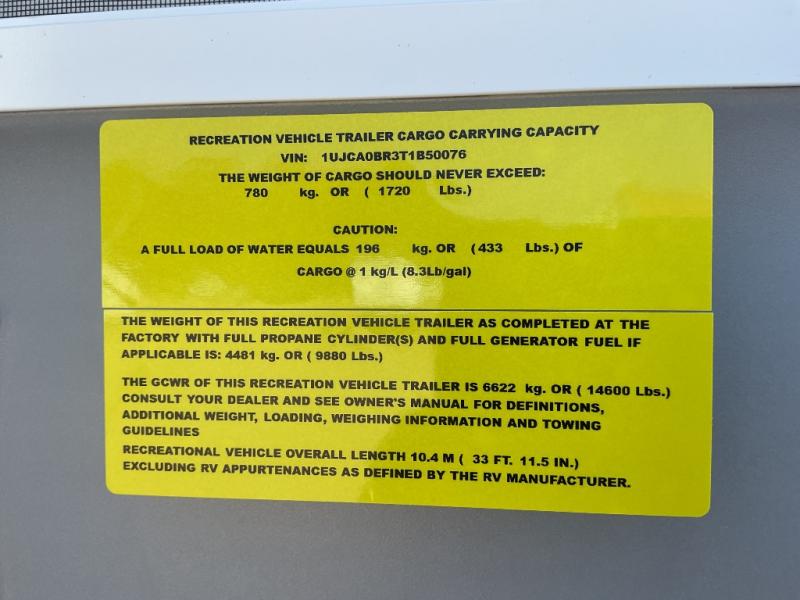 RECREATION VEHICLE TRAILER CARGO CARRYING CAPACITY
VIN: 1UJCA0BR3T1B50076
THE WEIGHT OF CARGO SHOULD NEVER EXCEED:
780 kg. OR ( 1720 Lbs.)
CAUTION:
A FULL LOAD OF WATER EQUALS 196 kg. OR (433 Lbs.) OF
CARGO @ 1 kg/L (8.3Lb/gal)
THE WEIGHT OF THIS RECREATION VEHICLE TRAILER AS COMPLETED AT THE
FACTORY WITH FULL PROPANE CYLINDER(S) AND FULL GENERATOR FUEL IF
APPLICABLE IS: 4481 kg. OR ( 9880 Lbs.)
THE GCWR OF THIS RECREATION VEHICLE TRAILER IS 6622 kg. OR ( 14600 Lbs.)
CONSULT YOUR DEALER AND SEE OWNER'S MANUAL FOR DEFINITIONS,
ADDITIONAL WEIGHT, LOADING, WEIGHING INFORMATION AND TOWING
GUIDELINES
RECREATIONAL VEHICLE OVERALL LENGTH 10.4 M ( 33 FT. 11.5 IN.)
EXCLUDING RV APPURTENANCES AS DEFINED BY THE RV MANUFACTURER.